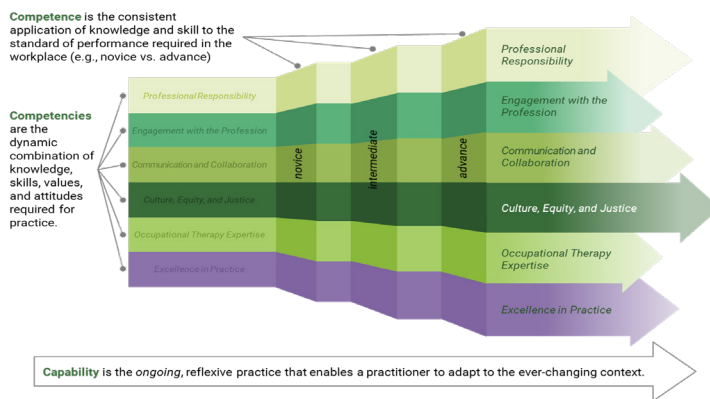 Competence is the consistent
application of knowledge and skill to the
standard of performance required in the
workplace (e.g., novice vs. advance)
Competencies
are the
dynamic
combination of
knowledge,
skills, values,
and attitudes
required for
practice.
Professional Responsibility
Engagement with the Profession
Communication and Collaboration
Culture, Equity, and Justice
Occupational Therapy Expertise
Excellence in Practice
novice
intermediate
advance
Professional
Responsibility
Engagement with the
Profession
Communication and
Collaboration
Culture, Equity, and Justice
Occupational Therapy
Expertise
Excellence in Practice
Capability is the ongoing, reflexive practice that enables a practitioner to adapt to the ever-changing context.